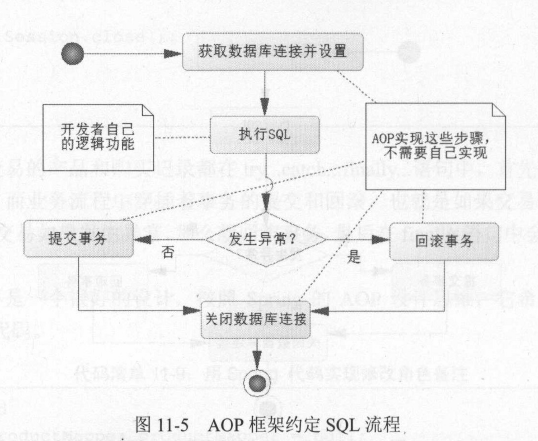 获取数据库连接并设置
开发者自己
的逻辑功能
执行SQL
AOP实现这些步骤，
不需要自己实现
提交事务
发生异常？
回滚事务
否
是
关闭数据库连接
图 11-5 AOP 框架约定 SQL 流程